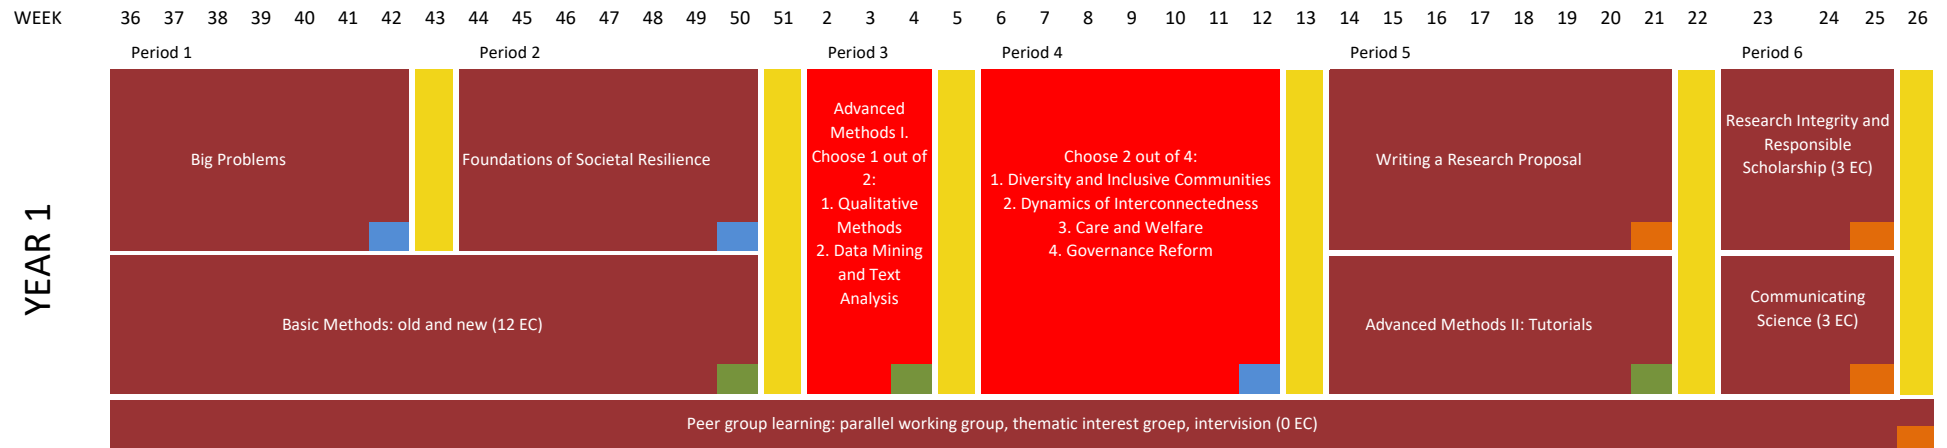 WEEK 36 37 38 39 40 41 42 43 44 45 46 47 48 49 50 51 2 3 4 5 6 7 8 9 10 11 12 13 14 15 16 17 18 19 20 21 22 23 24 25 26
Period 1 Period 2 Period 3 Period 4 Period 5 Period 6
YEAR 1
Big Problems
Foundations of Societal Resilience
Advanced
Methods I.
Choose 1 out of
2:
1. Qualitative
Methods
2. Data Mining
and Text
Analysis
Choose 2 out of 4:
1. Diversity and Inclusive Communities
2. Dynamics of Interconnectedness
3. Care and Welfare
4. Governance Reform
Writing a Research Proposal
Research Integrity and
Responsible
Scholarship (3 EC)
Basic Methods: old and new (12 EC)
Advanced Methods II: Tutorials
Communicating
Science (3 EC)
Peer group learning: parallel working group, thematic interest groep, intervision (0 EC)